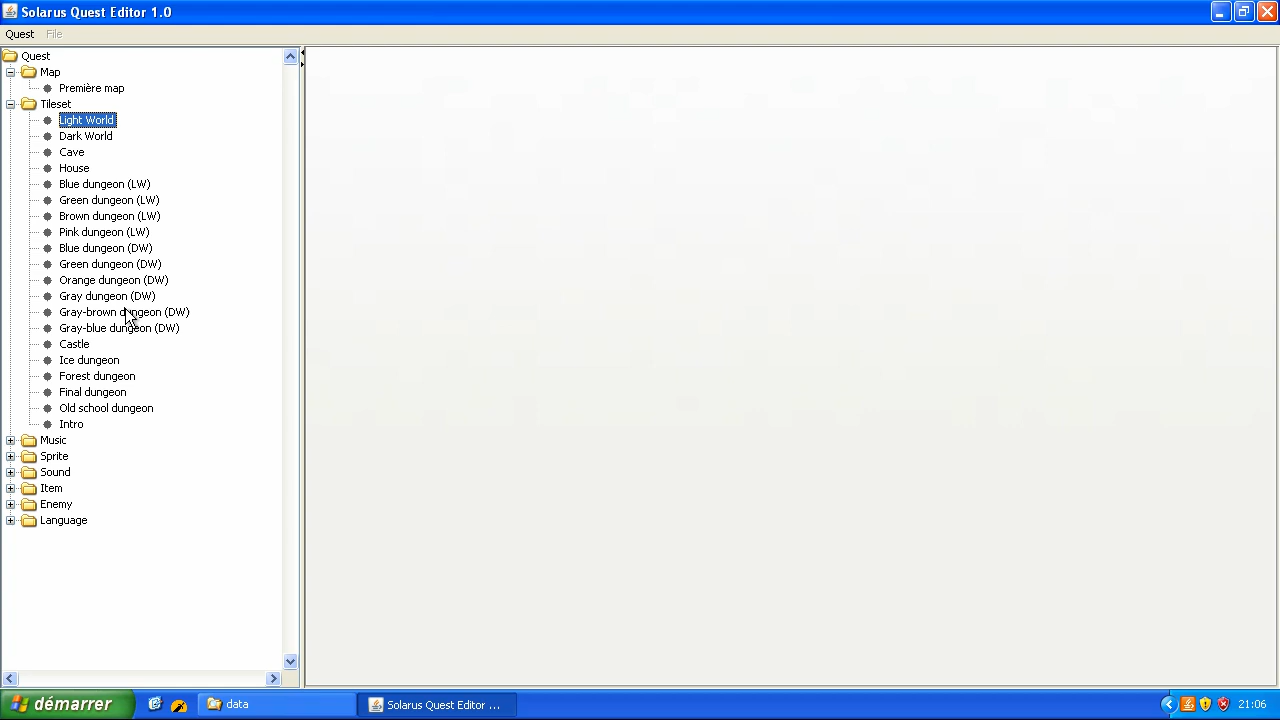 Solarus Quest Editor 1.0
Quest File
Quest
Map
Première map
Tileset
Light World
Dark World
Cave
House
Blue dungeon (LW)
Green dungeon (LW)
Brown dungeon (LW)
Pink dungeon (LW)
Blue dungeon (DW)
Green dungeon (DW)
Orange dungeon (DW)
Gray dungeon (DW)
Gray-brown dungeon (DW)
Gray-blue dungeon (DW)
Castle
Ice dungeon
Forest dungeon
Final dungeon
Old school dungeon
Intro
Music
Sprite
Sound
Item
Enemy
Language
démarrer data Solarus Quest Editor ... 21:06